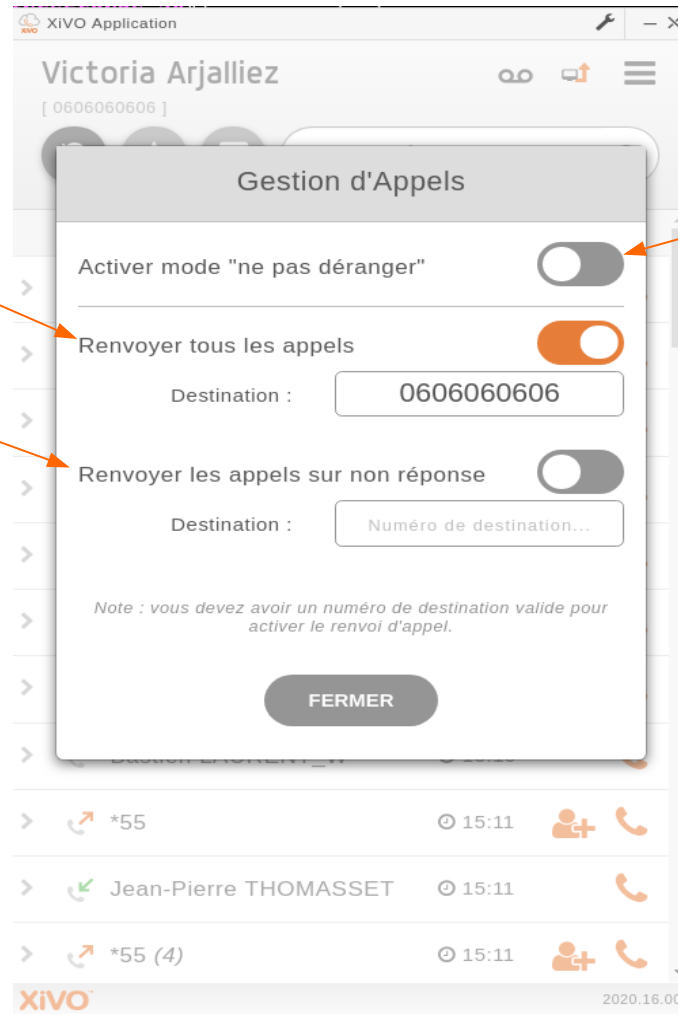 XiVO Application
Victoria Arjalliez
[ 0606060606 ]
Gestion d'Appels
Activer mode "ne pas déranger"
Renvoyer tous les appels
Destination :
0606060606
Renvoyer les appels sur non réponse
Destination :
Numéro de destination...
Note : vous devez avoir un numéro de destination valide pour
activer le renvoi d'appel.
FERMER
*55
15:11
Jean-Pierre THOMASSET
15:11
*55 (4)
15:11
XiVO
2020.16.00